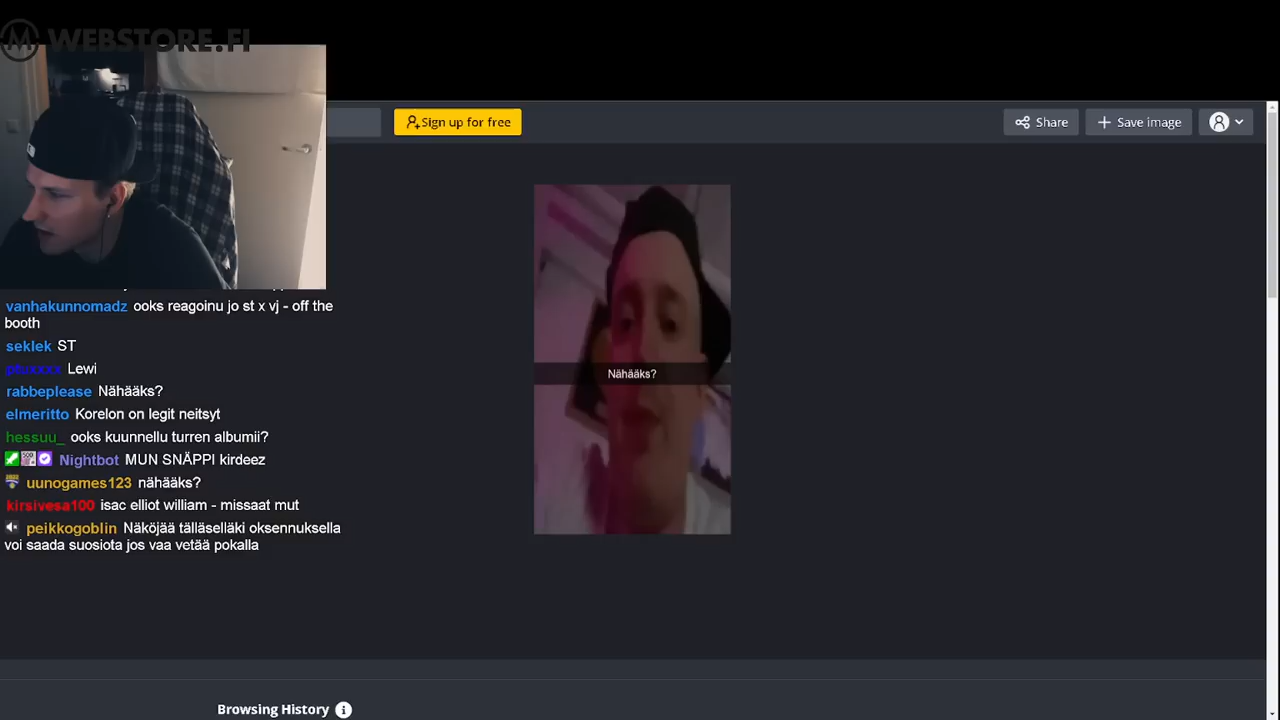 WEBSTORE.FI
Sign up for free
Share
Save image
Nähääks?
vanhakunnomadz ooks reagoinu jo st x vj - off the
booth
seklek ST
Lewi
rabbeplease Nähääks?
elmeritto Korelon on legit neitsyt
hessuu_ ooks kuunnellu turren albumii?
Nightbot MUN SNÄPPI kirdeez
uunogames123 nähääks?
kirsivesa100 isac elliot william - missaat mut
peikkogoblin Näköjää tälläselläki oksennuksella
voi saada suosiota jos vaa vetää pokalla
Browsing History